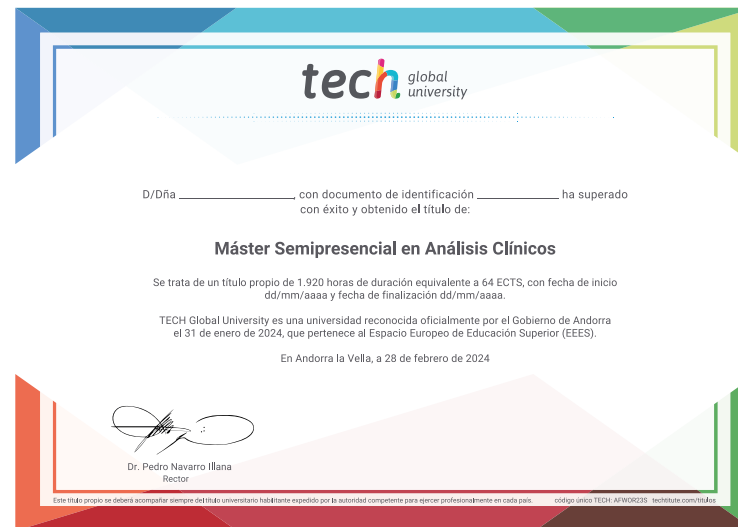 tech global university
D/Dña ____________, con documento de identificación ____________ ha superado
con éxito y obtenido el título de:
Máster Semipresencial en Análisis Clínicos
Se trata de un título propio de 1.920 horas de duración equivalente a 64 ECTS, con fecha de inicio
dd/mm/aaaa y fecha de finalización dd/mm/aaaa.
TECH Global University es una universidad reconocida oficialmente por el Gobierno de Andorra
el 31 de enero de 2024, que pertenece al Espacio Europeo de Educación Superior (EEES).
En Andorra la Vella, a 28 de febrero de 2024
Dr. Pedro Navarro Illana
Rector
Este título propio se deberá acompañar siempre del título universitario habilitante expedido por la autoridad competente para ejercer profesionalmente en cada país. código único TECH: AFWOR23S techtitute.com/titulos